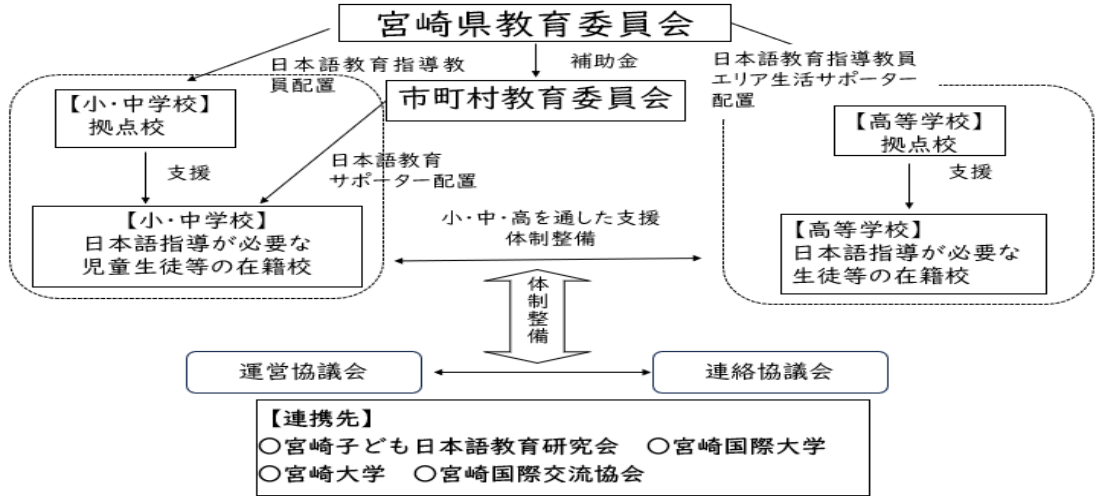 宮崎県教育委員会
日本語教育指導教
員配置
補助金
日本語教育指導教員
エリア生活サポーター
配置
市町村教育委員会
【小・中学校】
拠点校
【高等学校】
拠点校
支援
日本語教育
サポーター配置
支援
【小・中学校】
日本語指導が必要な
児童生徒等の在籍校
小・中・高を通した支援
体制整備
【高等学校】
日本語指導が必要な
生徒等の在籍校
体制整備
運営協議会
連絡協議会
【連携先】
〇宮崎子ども日本語教育研究会　〇宮崎国際大学
〇宮崎大学　〇宮崎国際交流協会